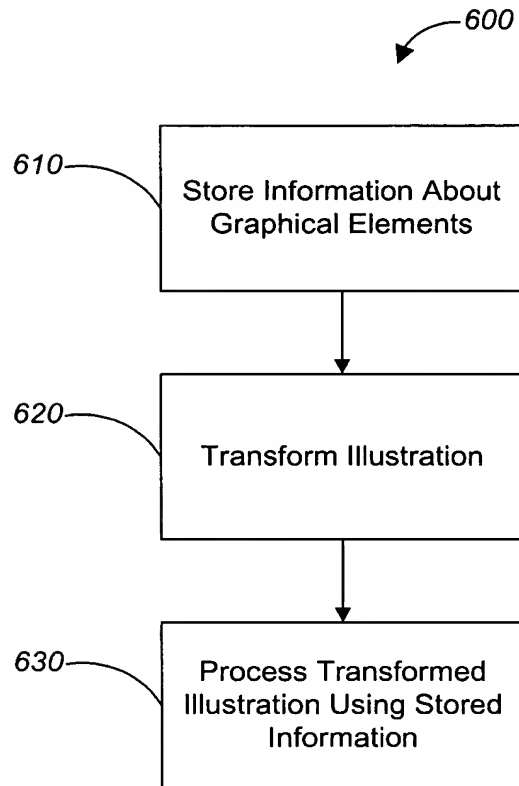 600
610
Store Information About
Graphical Elements
620
Transform Illustration
630
Process Transformed
Illustration Using Stored
Information